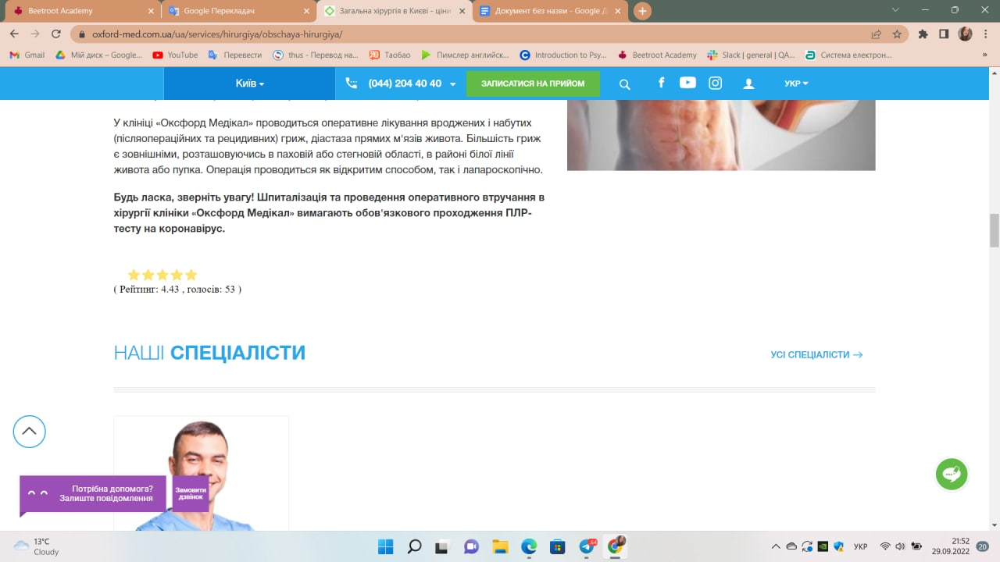 Beetroot Academy
Google Перекладач
Загальна хірургія в Києві - ціни
Документ без назви - Google Д
oxford-med.com.ua/ua/services/hirurgiya/obschaya-hirurgiya/
Gmail
Мій диск – Google...
YouTube
Перевести
thus - Перевод на...
Таобао
Пимслер английск...
Introduction to Psy...
Beetroot Academy
Slack | general | QA...
Система електрон...
»
Київ
(044) 204 40 40
ЗАПИСАТИСЯ НА ПРИЙОМ
УКР
У клініці «Оксфорд Медікал» проводиться оперативне лікування вроджених і набутих
(післяопераційних та рецидивних) гриж, діастаза прямих м'язів живота. Більшість гриж
є зовнішніми, розташовуючись в паховій або стегновій області, в районі білої лінії
живота або пупка. Операція проводиться як відкритим способом, так і лапароскопічно.
Будь ласка, зверніть увагу! Шпиталізація та проведення оперативного втручання в
хірургії клініки «Оксфорд Медікал» вимагають обов'язкового проходження ПЛР-
тесту на коронавірус.
( Рейтинг: 4.43 , голосів: 53 )
НАШІ СПЕЦІАЛІСТИ
УСІ СПЕЦІАЛІСТИ
Потрібна допомога?
Залиште повідомлення
Замовити
дзвінок
13°C
Cloudy
64
УКР
21:52
29.09.2022
20